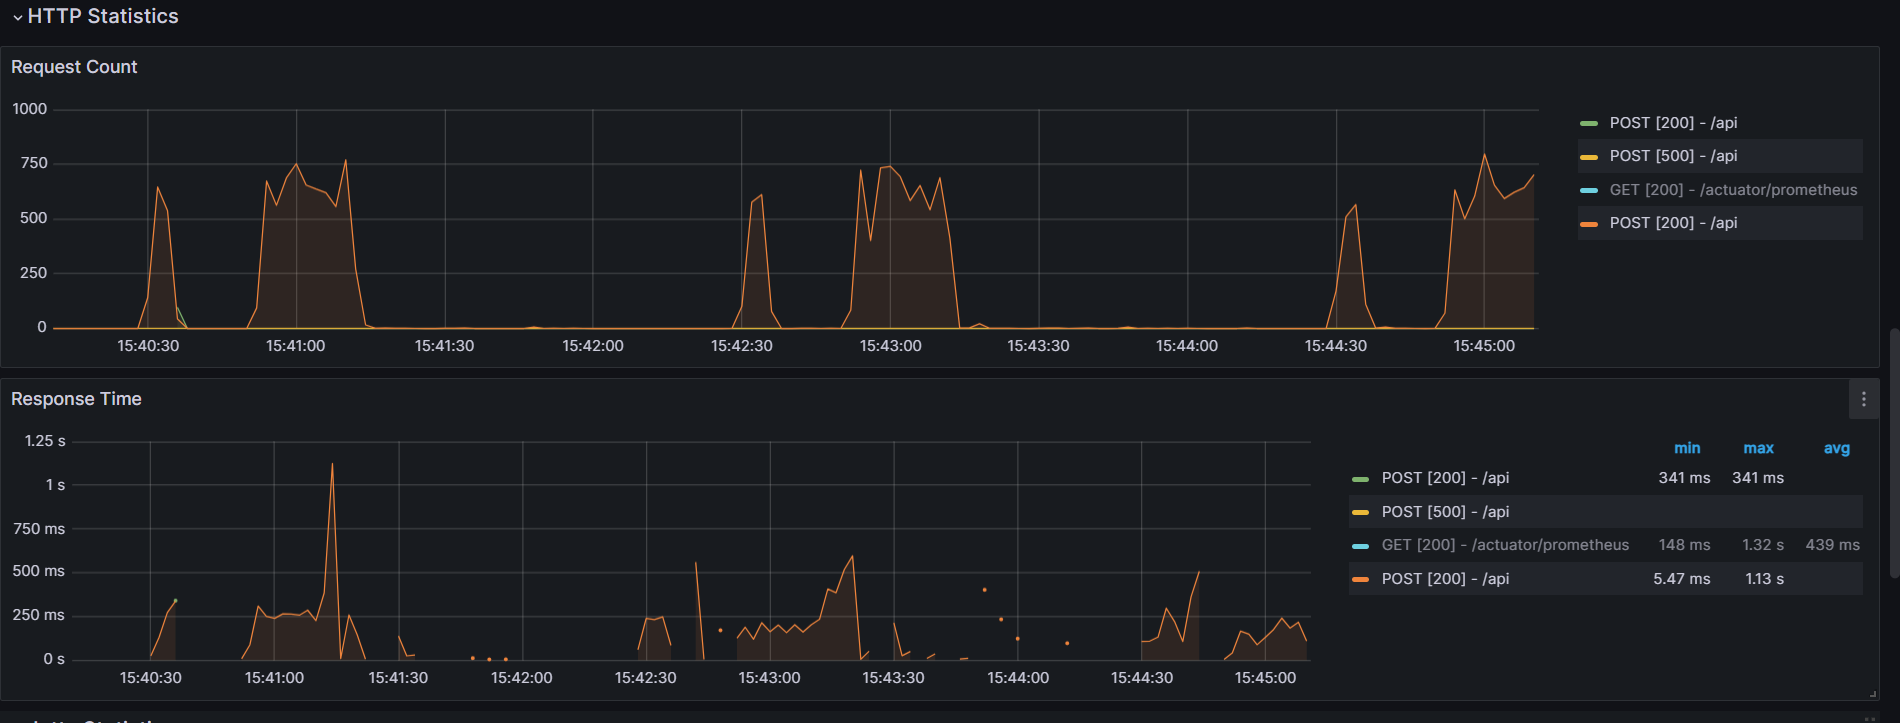 HTTP Statistics
Request Count
1000
750
500
250
0
15:40:30 15:41:00 15:41:30 15:42:00 15:42:30 15:43:00 15:43:30 15:44:00 15:44:30 15:45:00
POST [200] - /api
POST [500] - /api
GET [200] - /actuator/prometheus
POST [200] - /api
Response Time
1.25 s
1 s
750 ms
500 ms
250 ms
0 s
15:40:30 15:41:00 15:41:30 15:42:00 15:42:30 15:43:00 15:43:30 15:44:00 15:44:30 15:45:00
min max avg
POST [200] - /api 341 ms 341 ms
POST [500] - /api
GET [200] - /actuator/prometheus 148 ms 1.32 s 439 ms
POST [200] - /api 5.47 ms 1.13 s